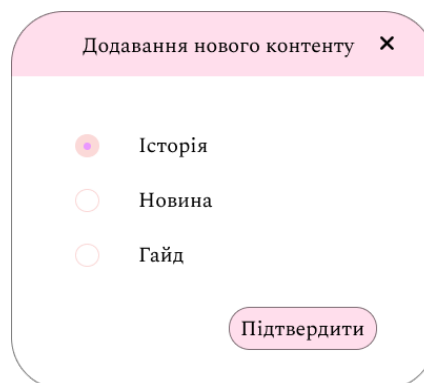 Додавання нового контенту
Історія
Новина
Гайд
Підтвердити